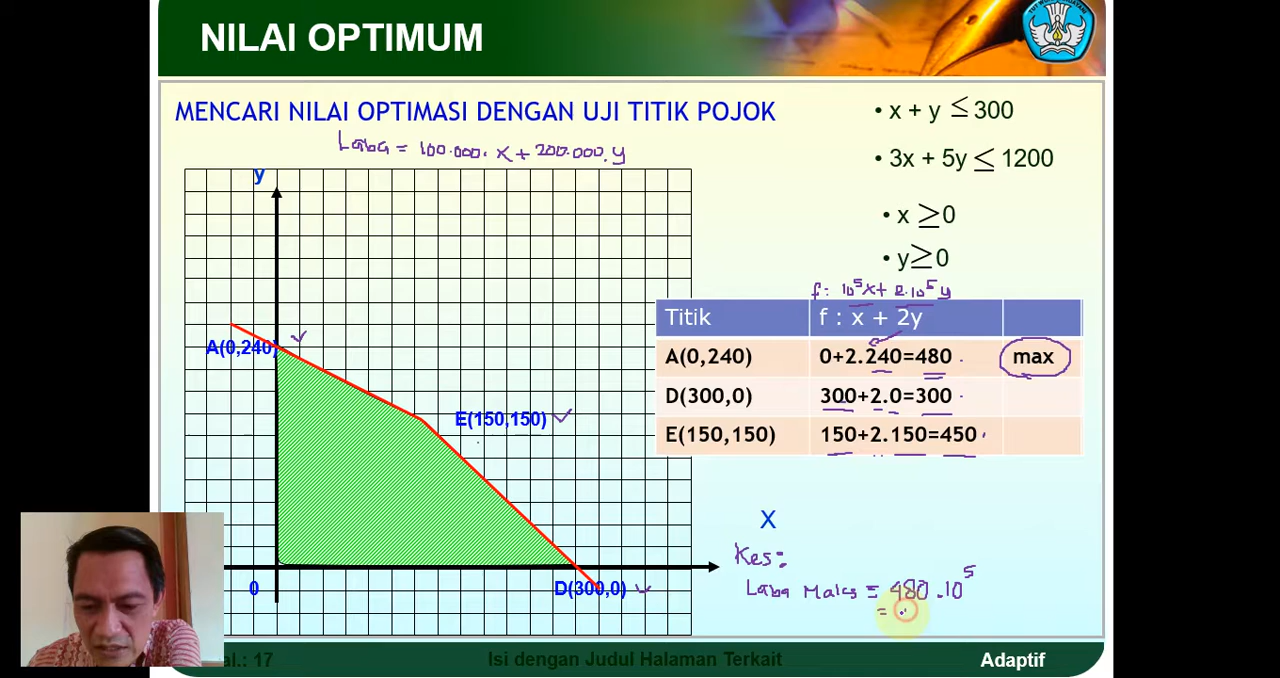 NILAI OPTIMUM
MENCARI NILAI OPTIMASI DENGAN UJI TITIK POJOK
Laba = 100.000. x + 200.000. y
• x + y ≤ 300
• 3x + 5y ≤ 1200
• x ≥0
• y≥0
y
A(0,240)
E(150,150)
D(300,0)
0
X
f: 10⁵x + 2.10⁵y
Titik f : x + 2y
A(0,240) 0+2.240=480 max
D(300,0) 300+2.0=300
E(150,150) 150+2.150=450
Kes:
Laba Maks = 480.10⁵
=
al.: 17 Isi dengan Judul Halaman Terkait Adaptif